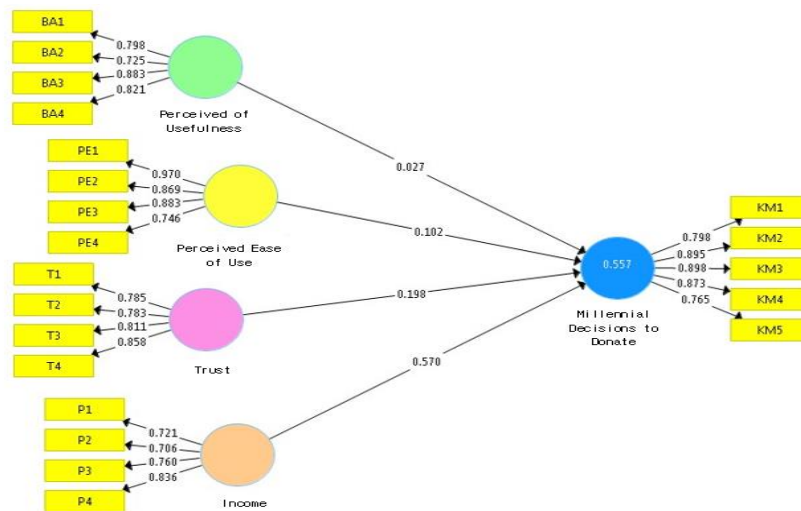 BA1
BA2
BA3
BA4
0.798
0.725
0.883
0.821
Perceived of
Usefulness
PE1
PE2
PE3
PE4
0.970
0.869
0.883
0.746
Perceived Ease
of Use
T1
T2
T3
T4
0.785
0.783
0.811
0.858
Trust
P1
P2
P3
P4
0.721
0.706
0.760
0.836
Income
0.027
0.102
0.198
0.570
0.557
Millennial
Decisions to
Donate
0.798
0.895
0.898
0.873
0.765
KM1
KM2
KM3
KM4
KM5